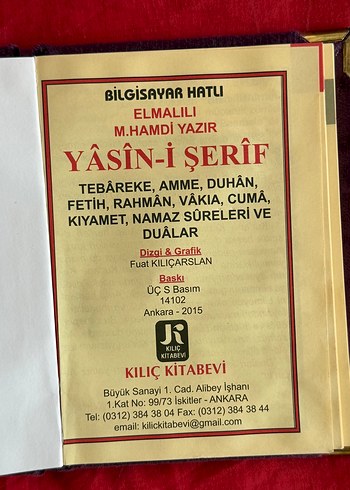 BİLGİSAYAR HATLI
ELMALILI
M.HAMDİ YAZIR
YÂSÎN-İ ŞERÎF
TEBÂREKE, AMME, DUHÂN,
FETİH, RAHMÂN, VÂKIA, CUMÂ,
KIYAMET, NAMAZ SÛRELERİ VE
DUÂLAR
Dizgi & Grafik
Fuat KILIÇARSLAN
Baskı
ÜÇ S Basım
14102
Ankara - 2015
KILIÇ
KİTABEVİ
KILIÇ KİTABEVİ
Büyük Sanayi 1. Cad. Alibey İşhanı
1.Kat No: 99/73 İskitler - ANKARA
Tel: (0312) 384 38 04 Fax: (0312) 384 38 44
email: kilickitabevi@gmail.com